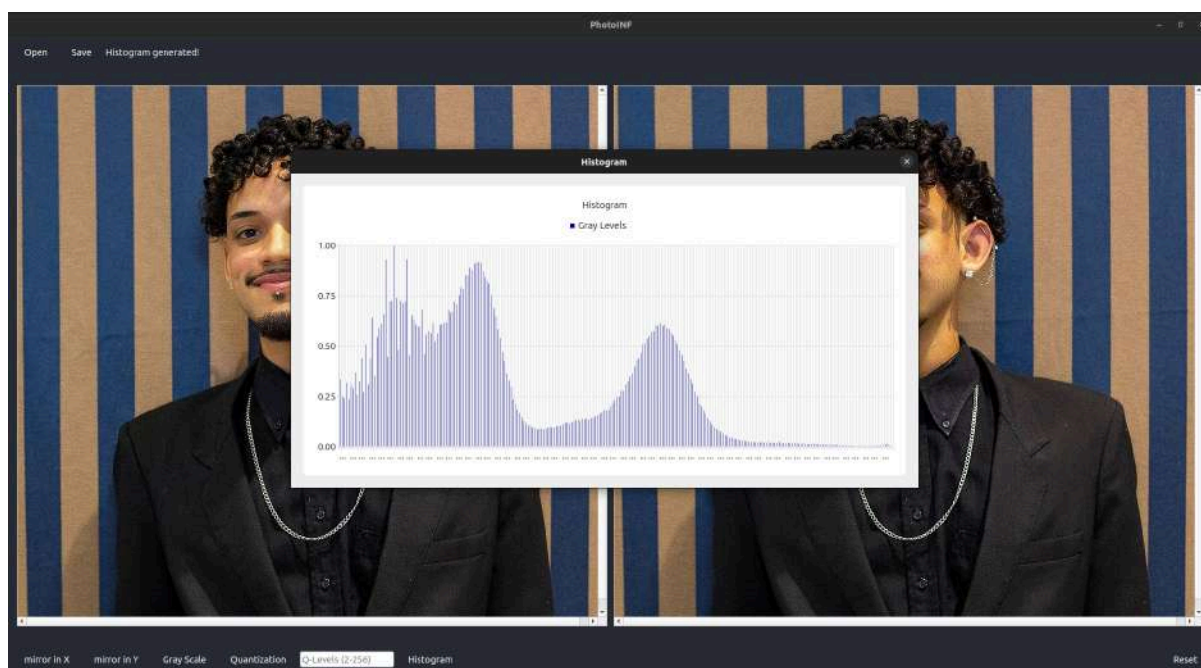 PhotoINF
Open Save Histogram generated!
Histogram
Histogram
Gray Levels
1.00
0.75
0.50
0.25
0.00
mirror in X mirror in Y Gray Scale Quantization Q-Levels (2-256) Histogram Reset